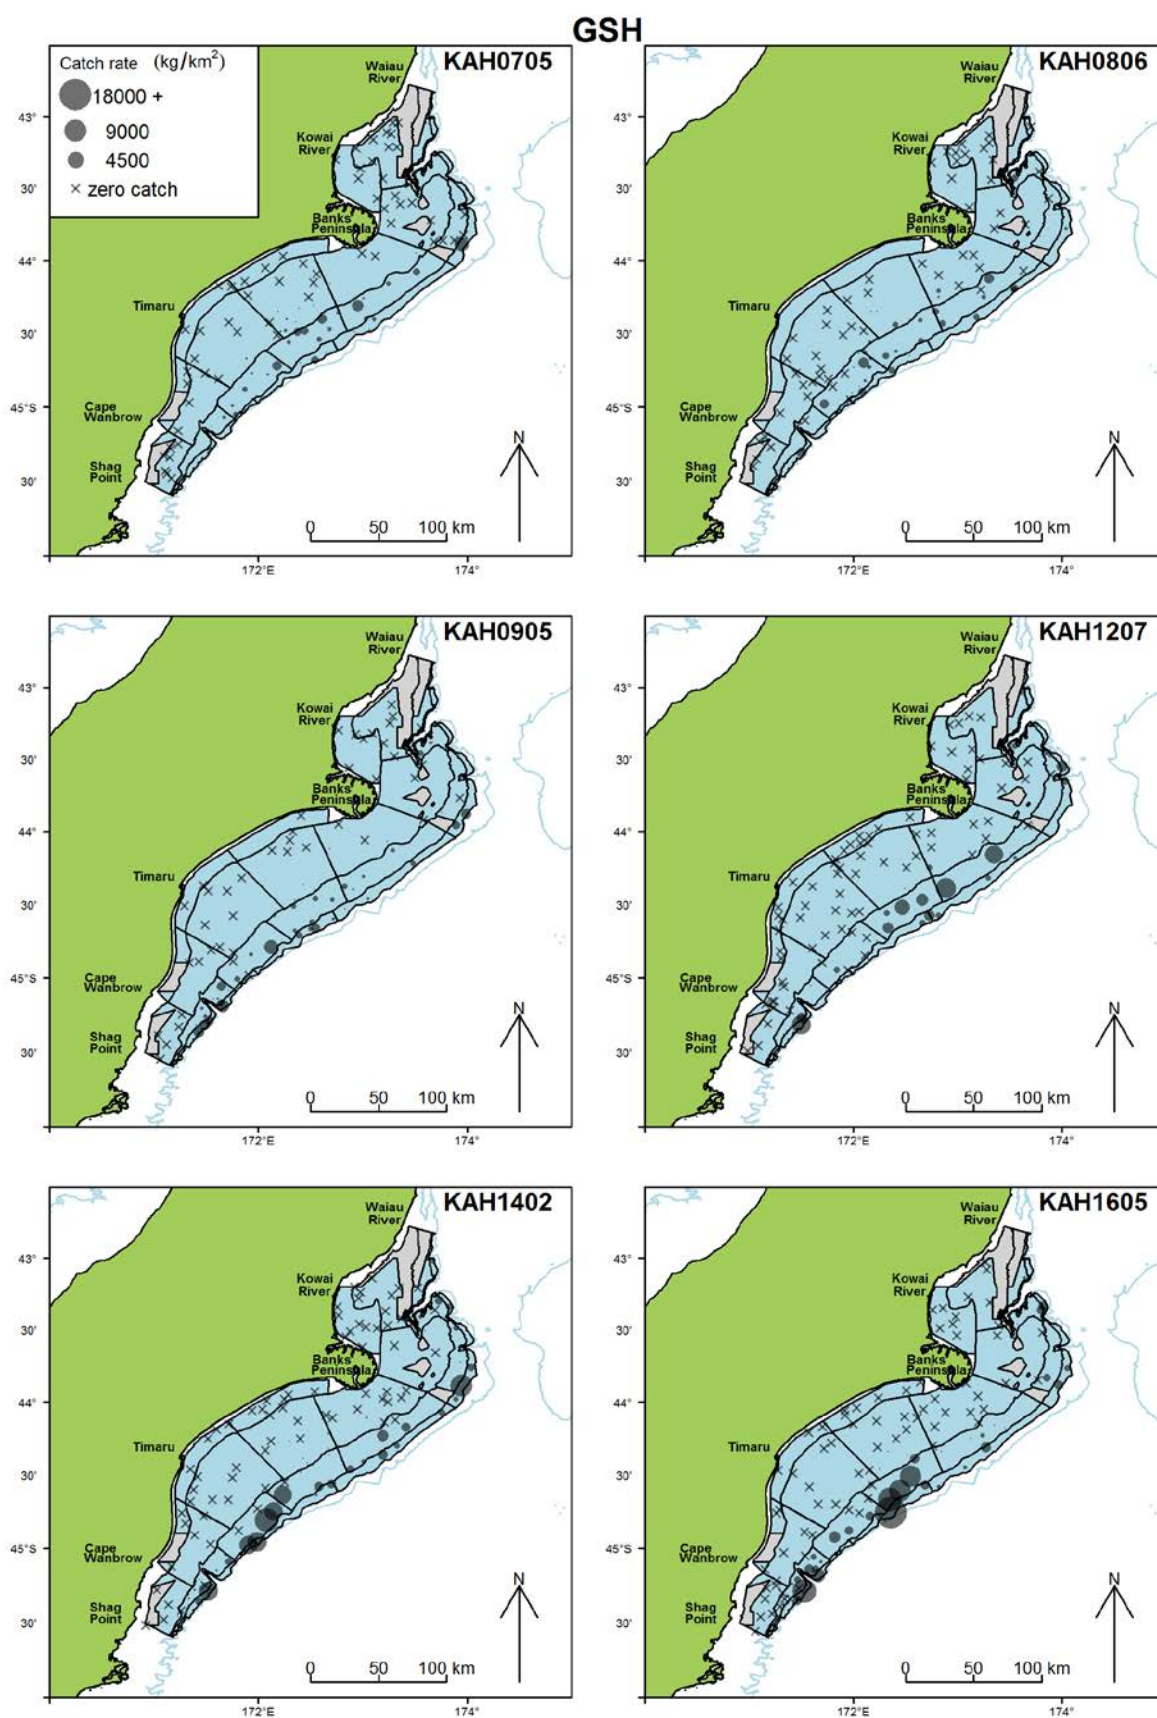 GSH
Catch rate (kg/km²)
18000 +
9000
4500
× zero catch
KAH0705
Waiau
River
Kowai
River
Banks
Peninsula
Timaru
Cape
Wanbrow
Shag
Point
43°
30'
44°
30'
45°S
30'
N
0 50 100 km
172°E 174°
KAH0806
Waiau
River
Kowai
River
Banks
Peninsula
Timaru
Cape
Wanbrow
Shag
Point
43°
30'
44°
30'
45°S
30'
N
0 50 100 km
172°E 174°
KAH0905
Waiau
River
Kowai
River
Banks
Peninsula
Timaru
Cape
Wanbrow
Shag
Point
43°
30'
44°
30'
45°S
30'
N
0 50 100 km
172°E 174°
KAH1207
Waiau
River
Kowai
River
Banks
Peninsula
Timaru
Cape
Wanbrow
Shag
Point
43°
30'
44°
30'
45°S
30'
N
0 50 100 km
172°E 174°
KAH1402
Waiau
River
Kowai
River
Banks
Peninsula
Timaru
Cape
Wanbrow
Shag
Point
43°
30'
44°
30'
45°S
30'
N
0 50 100 km
172°E 174°
KAH1605
Waiau
River
Kowai
River
Banks
Peninsula
Timaru
Cape
Wanbrow
Shag
Point
43°
30'
44°
30'
45°S
30'
N
0 50 100 km
172°E 174°